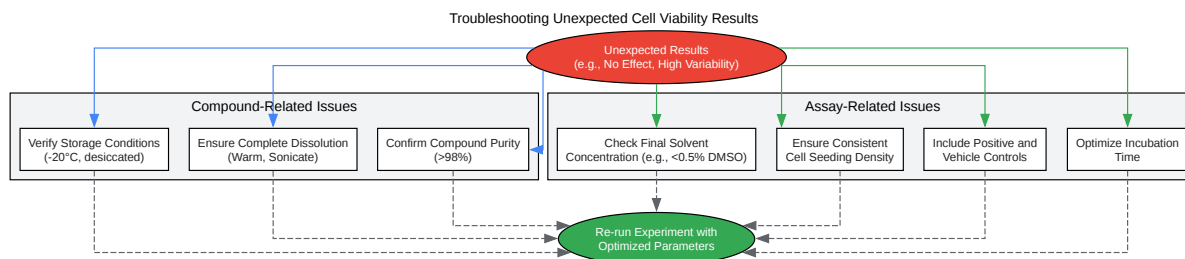 Troubleshooting Unexpected Cell Viability Results
Unexpected Results
(e.g., No Effect, High Variability)
Compound-Related Issues
Assay-Related Issues
Verify Storage Conditions
(-20°C, desiccated)
Ensure Complete Dissolution
(Warm, Sonicate)
Confirm Compound Purity
(>98%)
Check Final Solvent
Concentration (e.g., <0.5% DMSO)
Ensure Consistent
Cell Seeding Density
Include Positive and
Vehicle Controls
Optimize Incubation
Time
Re-run Experiment with
Optimized Parameters